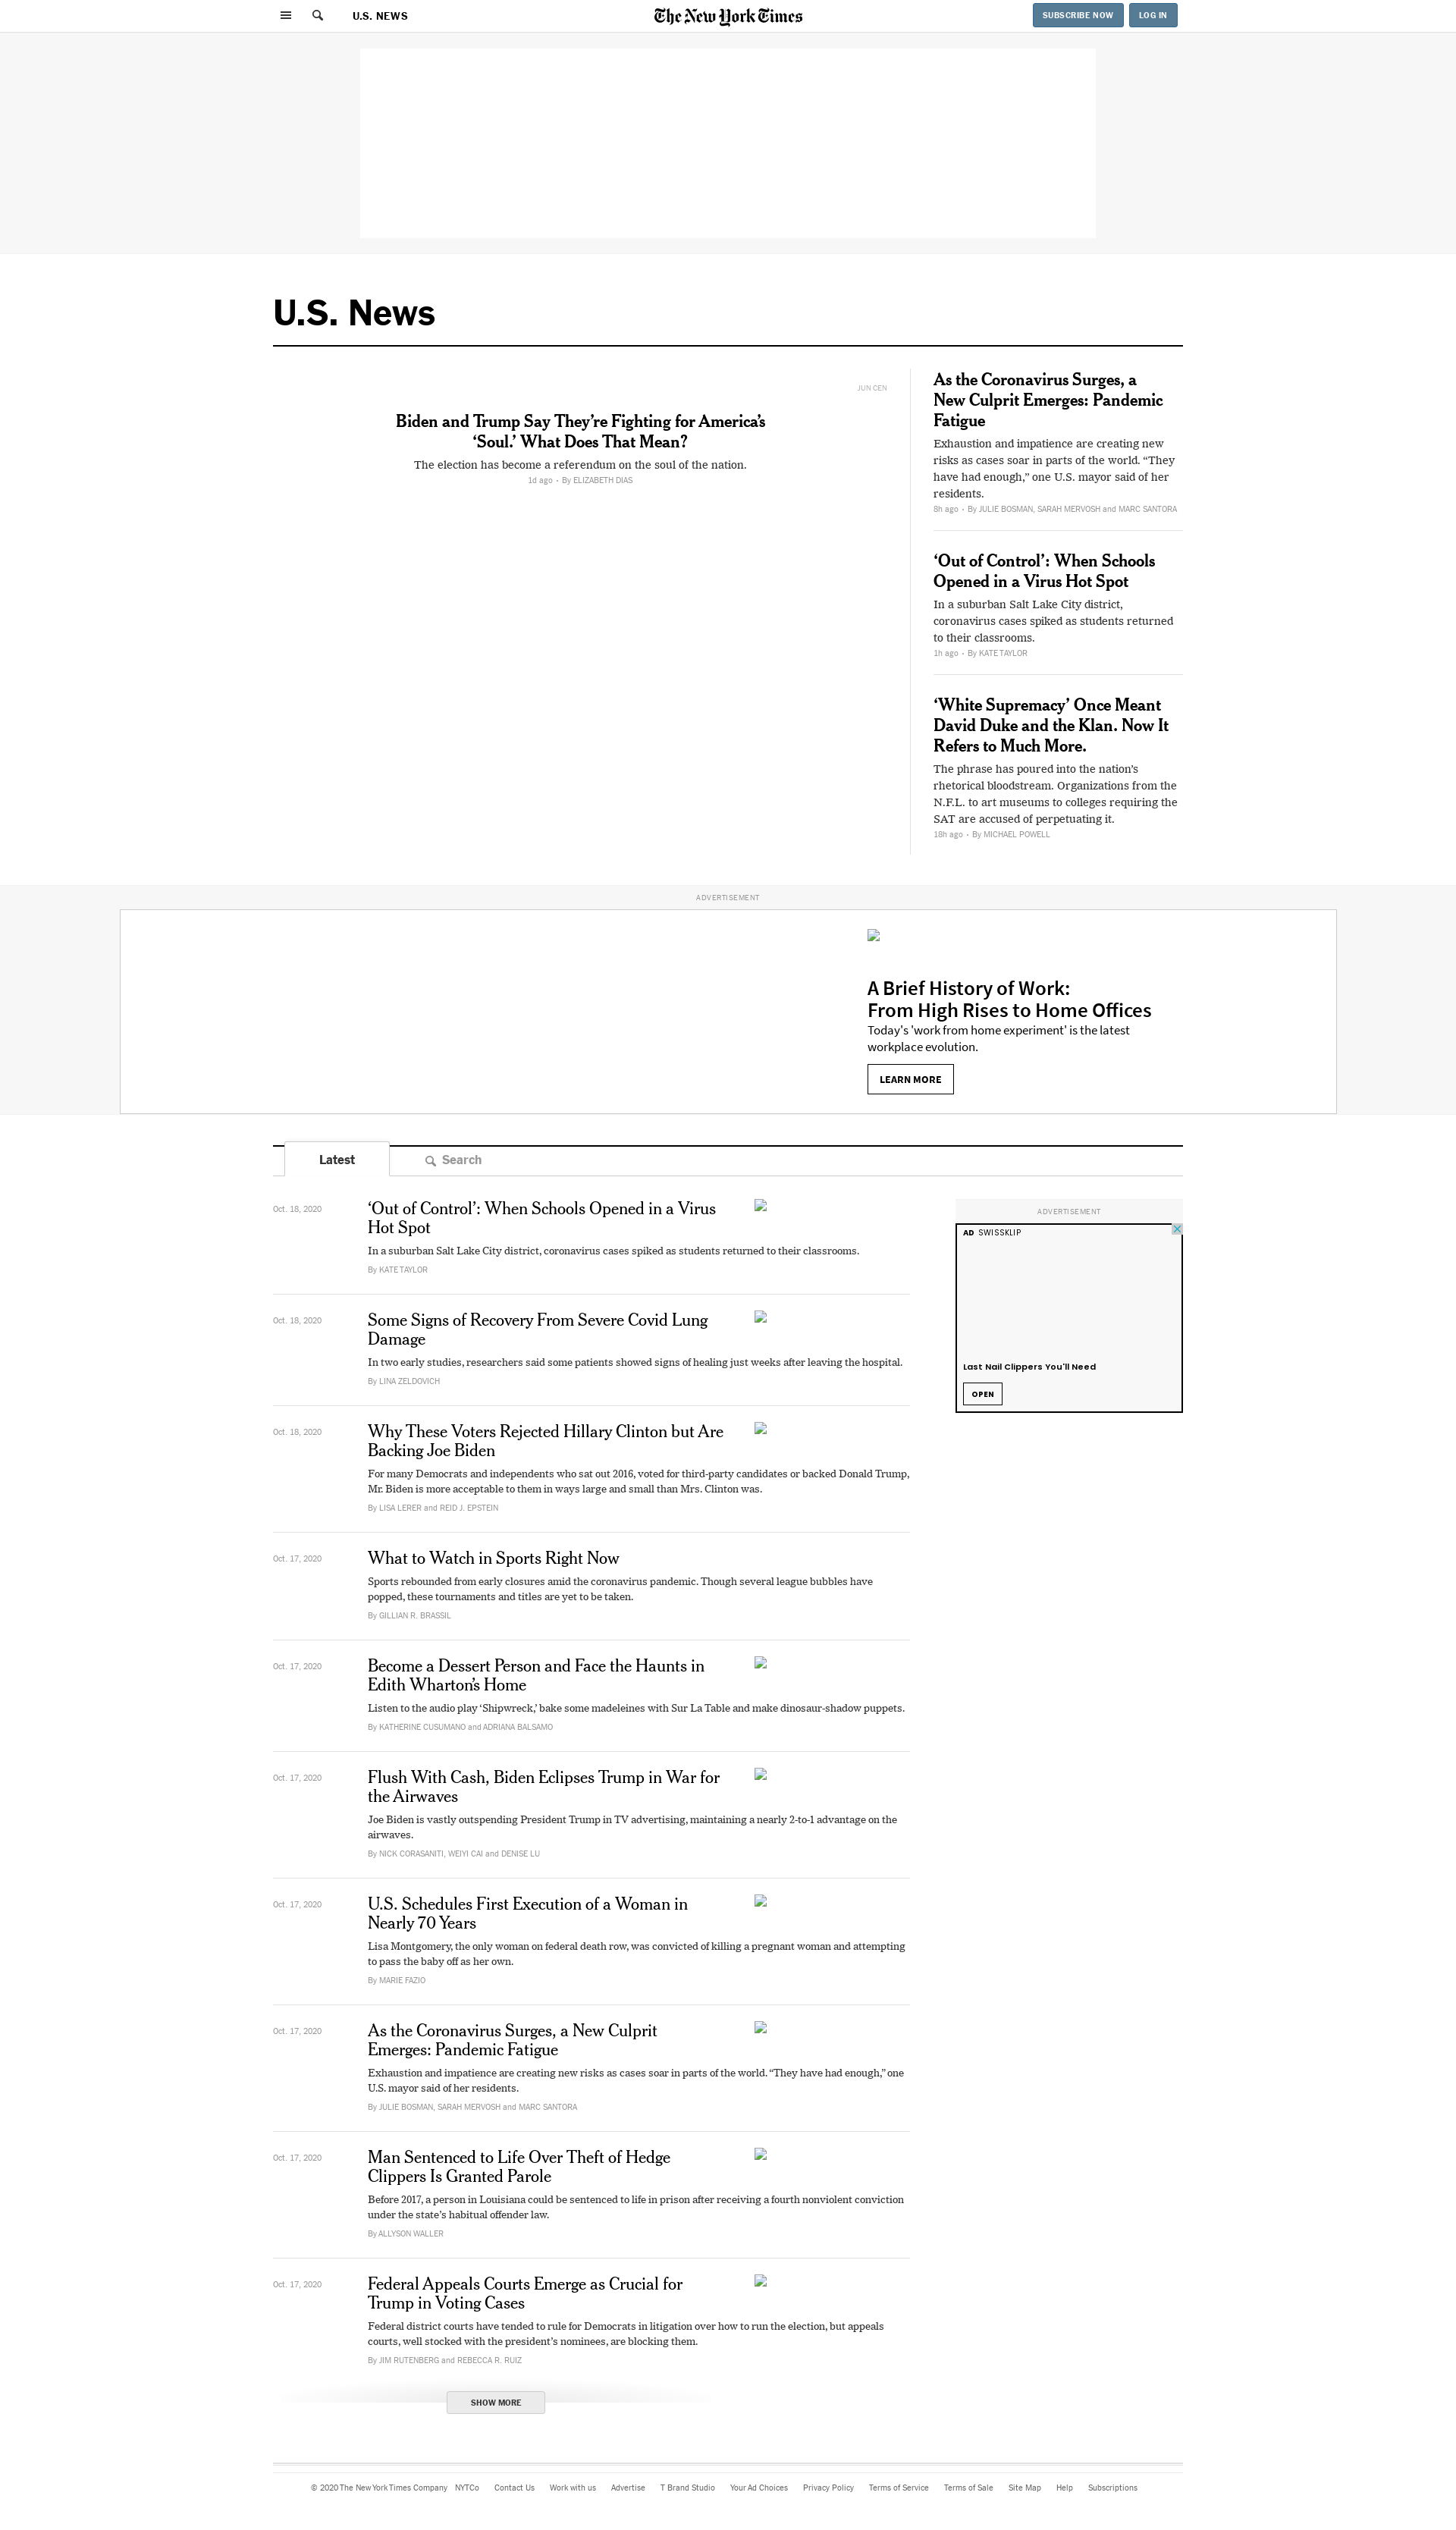 U.S. NEWS
The New York Times
SUBSCRIBE NOW
LOG IN
U.S. News
JUN CEN
Biden and Trump Say They’re Fighting for America’s
‘Soul.’ What Does That Mean?
The election has become a referendum on the soul of the nation.
1d ago • By ELIZABETH DIAS
As the Coronavirus Surges, a
New Culprit Emerges: Pandemic
Fatigue
Exhaustion and impatience are creating new
risks as cases soar in parts of the world. “They
have had enough,” one U.S. mayor said of her
residents.
8h ago • By JULIE BOSMAN, SARAH MERVOSH and MARC SANTORA
‘Out of Control’: When Schools
Opened in a Virus Hot Spot
In a suburban Salt Lake City district,
coronavirus cases spiked as students returned
to their classrooms.
1h ago • By KATE TAYLOR
‘White Supremacy’ Once Meant
David Duke and the Klan. Now It
Refers to Much More.
The phrase has poured into the nation’s
rhetorical bloodstream. Organizations from the
N.F.L. to art museums to colleges requiring the
SAT are accused of perpetuating it.
18h ago • By MICHAEL POWELL
ADVERTISEMENT
A Brief History of Work:
From High Rises to Home Offices
Today's 'work from home experiment' is the latest
workplace evolution.
LEARN MORE
Latest
Search
Oct. 18, 2020
‘Out of Control’: When Schools Opened in a Virus
Hot Spot
In a suburban Salt Lake City district, coronavirus cases spiked as students returned to their classrooms.
By KATE TAYLOR
ADVERTISEMENT
AD SWISSKLIP
Last Nail Clippers You'll Need
OPEN
Oct. 18, 2020
Some Signs of Recovery From Severe Covid Lung
Damage
In two early studies, researchers said some patients showed signs of healing just weeks after leaving the hospital.
By LINA ZELDOVICH
Oct. 18, 2020
Why These Voters Rejected Hillary Clinton but Are
Backing Joe Biden
For many Democrats and independents who sat out 2016, voted for third-party candidates or backed Donald Trump,
Mr. Biden is more acceptable to them in ways large and small than Mrs. Clinton was.
By LISA LERER and REID J. EPSTEIN
Oct. 17, 2020
What to Watch in Sports Right Now
Sports rebounded from early closures amid the coronavirus pandemic. Though several league bubbles have
popped, these tournaments and titles are yet to be taken.
By GILLIAN R. BRASSIL
Oct. 17, 2020
Become a Dessert Person and Face the Haunts in
Edith Wharton’s Home
Listen to the audio play ‘Shipwreck,’ bake some madeleines with Sur La Table and make dinosaur-shadow puppets.
By KATHERINE CUSUMANO and ADRIANA BALSAMO
Oct. 17, 2020
Flush With Cash, Biden Eclipses Trump in War for
the Airwaves
Joe Biden is vastly outspending President Trump in TV advertising, maintaining a nearly 2-to-1 advantage on the
airwaves.
By NICK CORASANITI, WEIYI CAI and DENISE LU
Oct. 17, 2020
U.S. Schedules First Execution of a Woman in
Nearly 70 Years
Lisa Montgomery, the only woman on federal death row, was convicted of killing a pregnant woman and attempting
to pass the baby off as her own.
By MARIE FAZIO
Oct. 17, 2020
As the Coronavirus Surges, a New Culprit
Emerges: Pandemic Fatigue
Exhaustion and impatience are creating new risks as cases soar in parts of the world. “They have had enough,” one
U.S. mayor said of her residents.
By JULIE BOSMAN, SARAH MERVOSH and MARC SANTORA
Oct. 17, 2020
Man Sentenced to Life Over Theft of Hedge
Clippers Is Granted Parole
Before 2017, a person in Louisiana could be sentenced to life in prison after receiving a fourth nonviolent conviction
under the state’s habitual offender law.
By ALLYSON WALLER
Oct. 17, 2020
Federal Appeals Courts Emerge as Crucial for
Trump in Voting Cases
Federal district courts have tended to rule for Democrats in litigation over how to run the election, but appeals
courts, well stocked with the president’s nominees, are blocking them.
By JIM RUTENBERG and REBECCA R. RUIZ
SHOW MORE
© 2020 The New York Times Company NYTCo Contact Us Work with us Advertise T Brand Studio Your Ad Choices Privacy Policy Terms of Service Terms of Sale Site Map Help Subscriptions